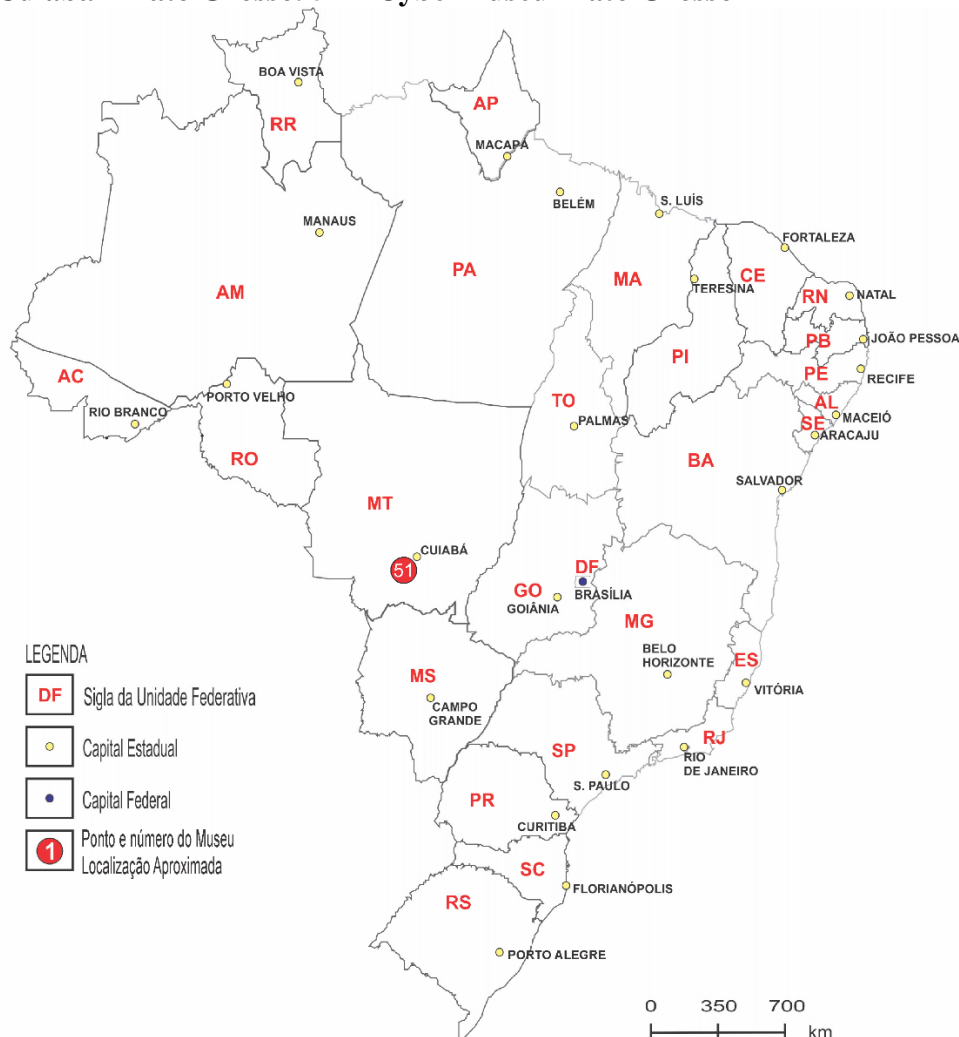 BOA VISTA
RR
AP
MACAPÁ
BELÉM
S. LUÍS
MANAUS
FORTALEZA
AM
PA
MA
TERESINA
CE
RN
NATAL
PB
JOÃO PESSOA
PI
PE
RECIFE
AC
PORTO VELHO
RIO BRANCO
TO
PALMAS
AL
MACEIÓ
SE
ARACAJU
RO
BA
SALVADOR
MT
CUIABÁ
51
DF
BRASÍLIA
GO
GOIÂNIA
MG
BELO
HORIZONTE
ES
VITÓRIA
MS
CAMPO
GRANDE
RJ
RIO
DE JANEIRO
SP
S. PAULO
PR
CURITIBA
SC
FLORIANÓPOLIS
RS
PORTO ALEGRE
LEGENDA
DF Sigla da Unidade Federativa
Capital Estadual
Capital Federal
1 Ponto e número do Museu
Localização Aproximada
0 350 700
km